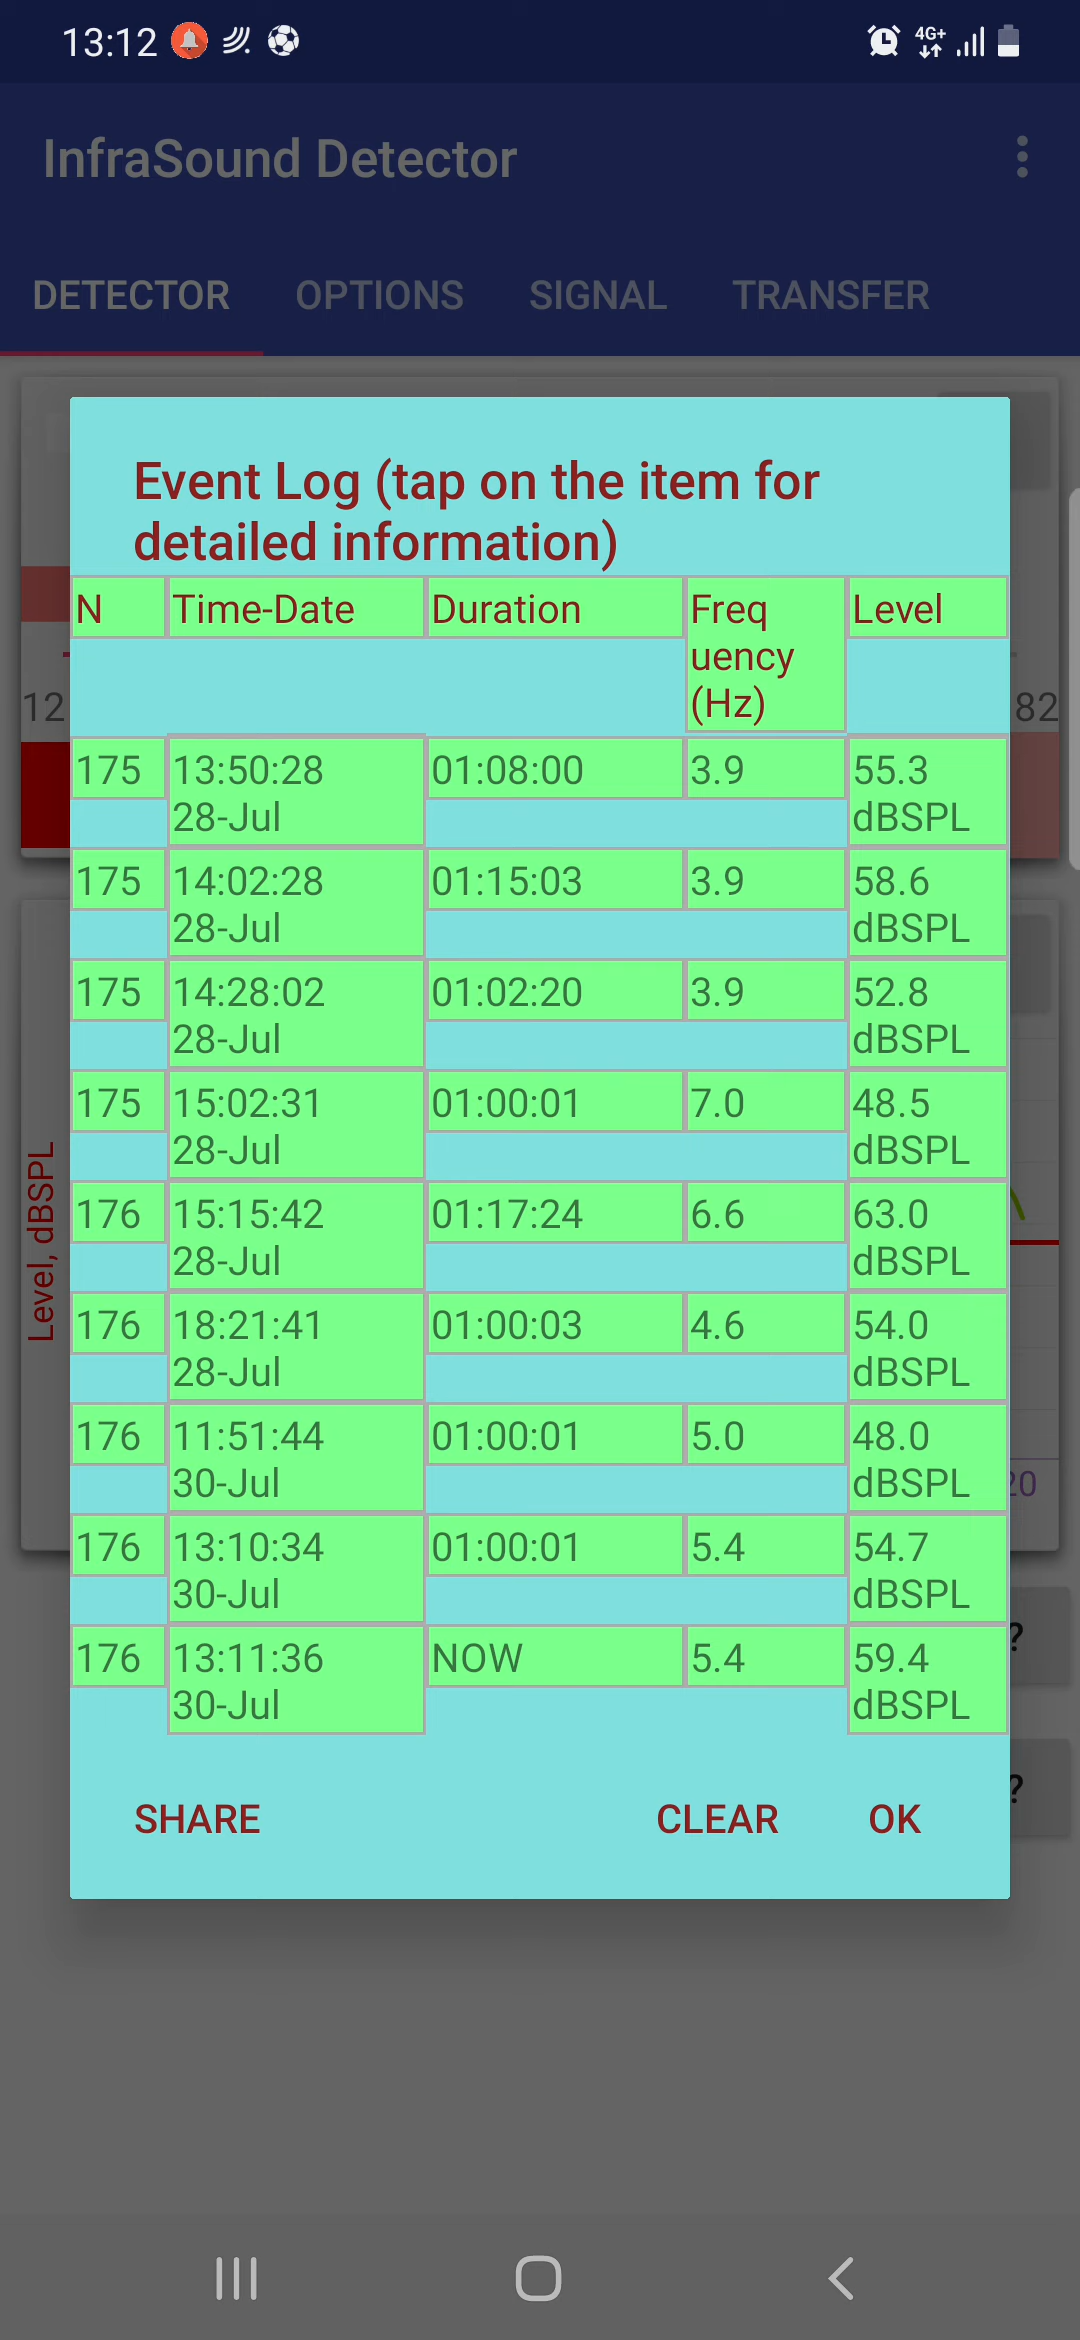 13:12
4G+
InfraSound Detector
DETECTOR OPTIONS SIGNAL TRANSFER
Event Log (tap on the item for
detailed information)
N Time-Date Duration Freq Level
uency
(Hz)
12 82
175 13:50:28 01:08:00 3.9 55.3
28-Jul dBSPL
175 14:02:28 01:15:03 3.9 58.6
28-Jul dBSPL
175 14:28:02 01:02:20 3.9 52.8
28-Jul dBSPL
175 15:02:31 01:00:01 7.0 48.5
28-Jul dBSPL
Level, dBSPL
176 15:15:42 01:17:24 6.6 63.0
28-Jul dBSPL
176 18:21:41 01:00:03 4.6 54.0
28-Jul dBSPL
176 11:51:44 01:00:01 5.0 48.0
30-Jul dBSPL
20
176 13:10:34 01:00:01 5.4 54.7
30-Jul dBSPL
176 13:11:36 NOW 5.4 59.4
30-Jul dBSPL
?
?
SHARE CLEAR OK